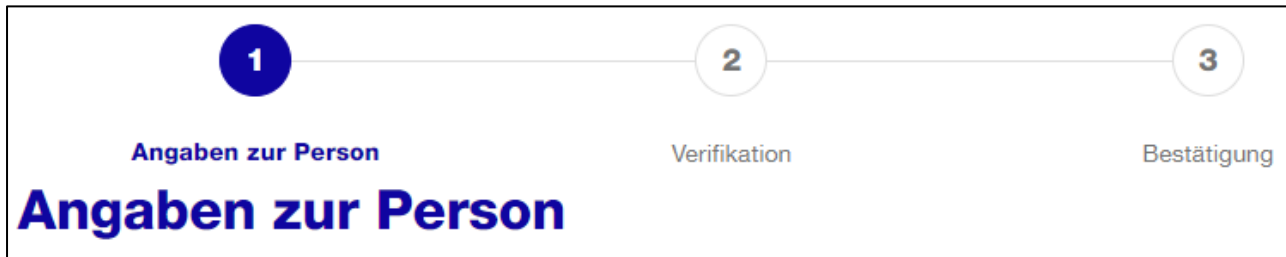 1 2 3
Angaben zur Person Verifikation Bestätigung
Angaben zur Person